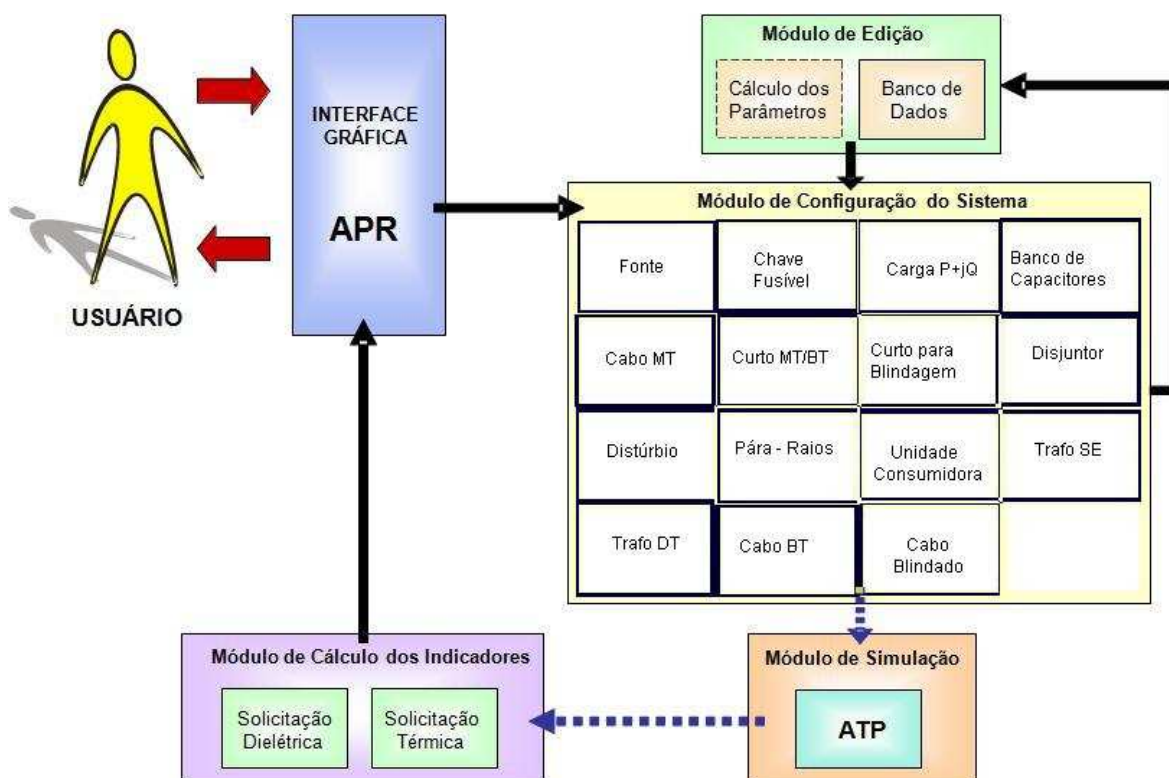 USUÁRIO
INTERFACE
GRÁFICA
APR
Módulo de Edição
Cálculo dos
Parâmetros
Banco de
Dados
Módulo de Configuração do Sistema
Fonte
Chave
Fusível
Carga P+jQ
Banco de
Capacitores
Cabo MT
Curto MT/BT
Curto para
Blindagem
Disjuntor
Distúrbio
Pára - Raios
Unidade
Consumidora
Trafo SE
Trafo DT
Cabo BT
Cabo
Blindado
Módulo de Cálculo dos Indicadores
Solicitação
Dielétrica
Solicitação
Térmica
Módulo de Simulação
ATP